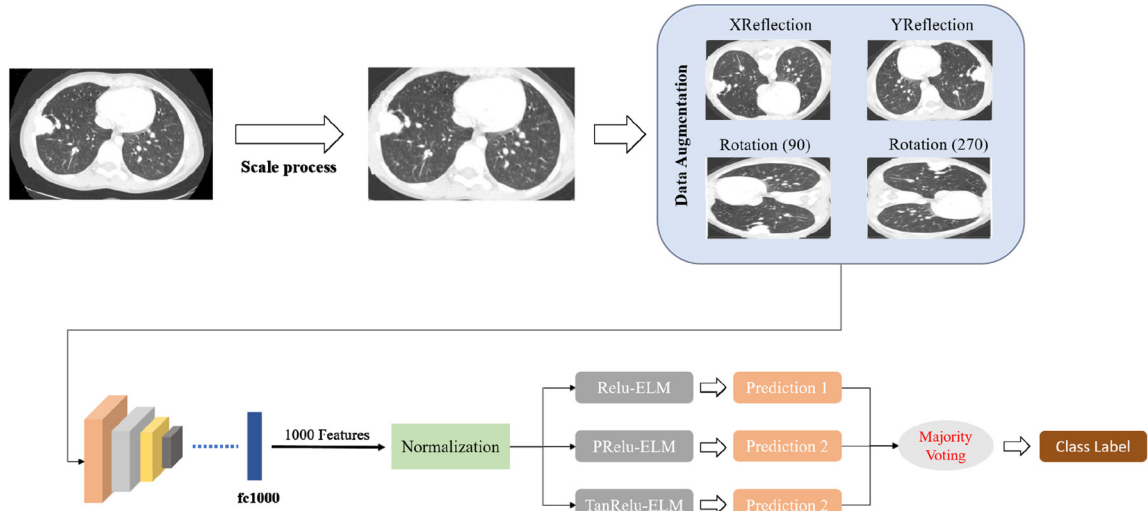 XReflection
YReflection
Scale process
Data Augmentation
Rotation (90)
Rotation (270)
Relu-ELM
Prediction 1
1000 Features
Normalization
PRelu-ELM
Prediction 2
Majority
Voting
Class Label
fc1000
TanRelu-ELM
Prediction 2